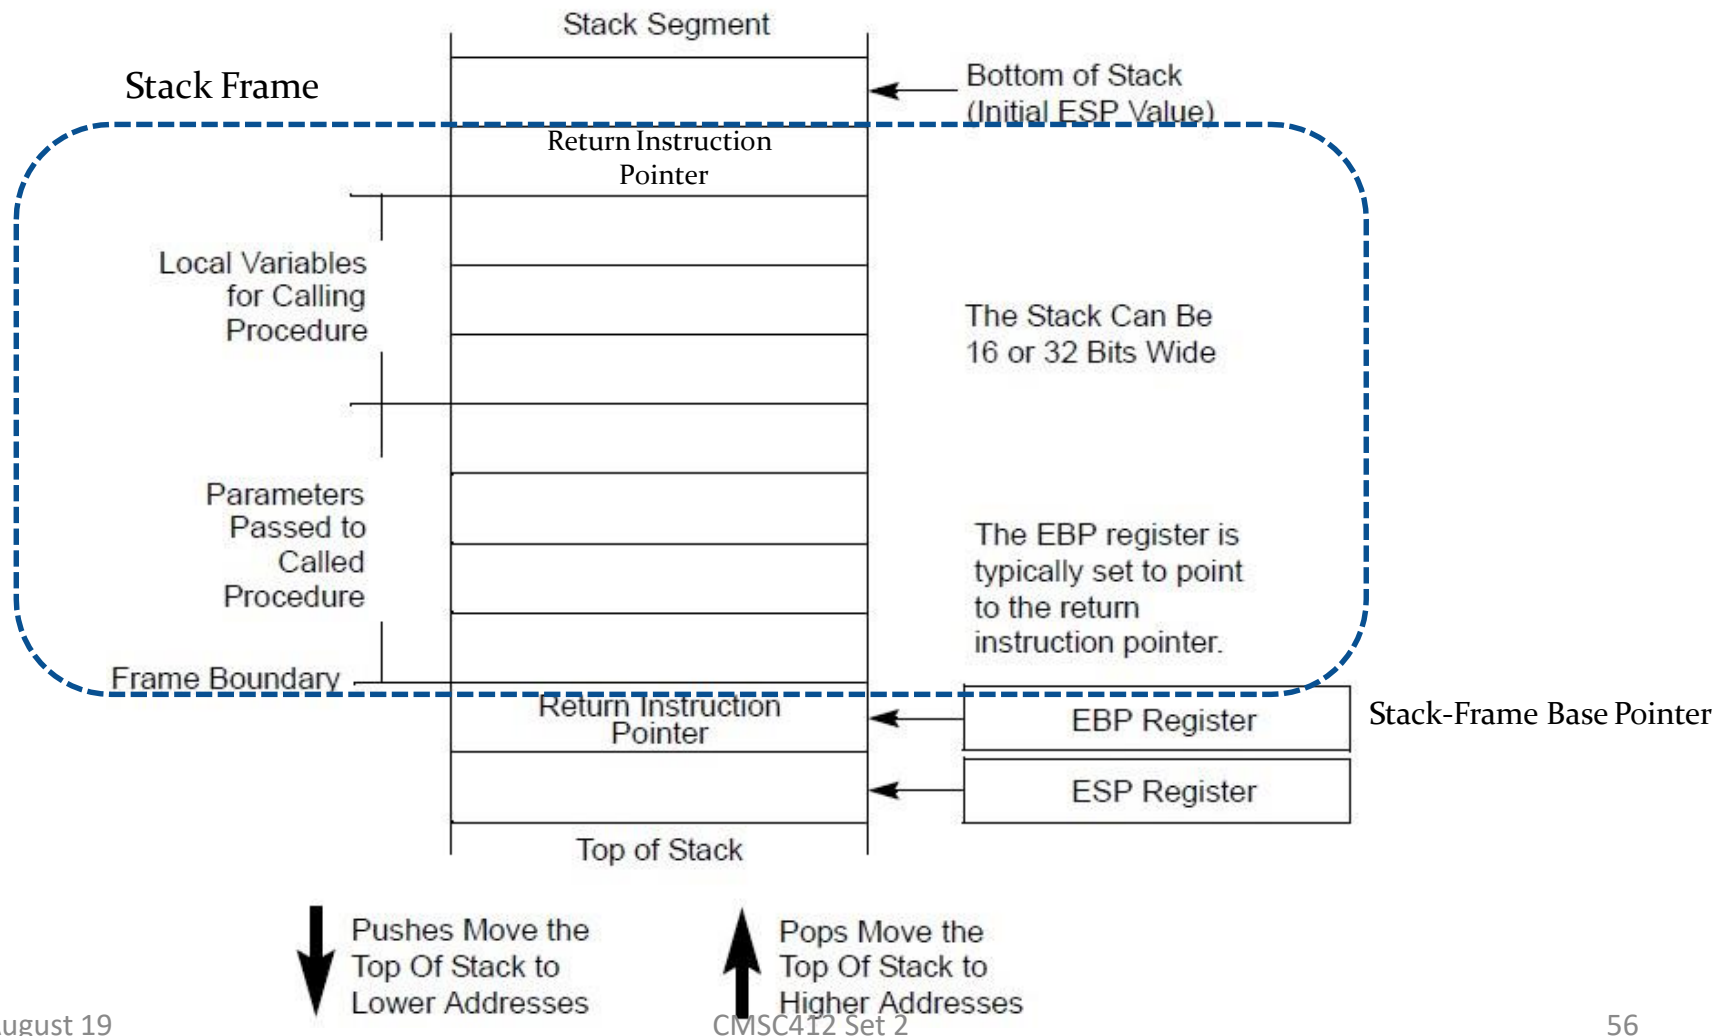 Stack Segment
Stack Frame
Bottom of Stack
(Initial ESP Value)
Return Instruction
Pointer
Local Variables
for Calling
Procedure
The Stack Can Be
16 or 32 Bits Wide
Parameters
Passed to
Called
Procedure
The EBP register is
typically set to point
to the return
instruction pointer.
Frame Boundary
Return Instruction
Pointer
EBP Register
Stack-Frame Base Pointer
ESP Register
Top of Stack
Pushes Move the
Top Of Stack to
Lower Addresses
Pops Move the
Top Of Stack to
Higher Addresses
ugust 19
CMSC412 Set 2
56